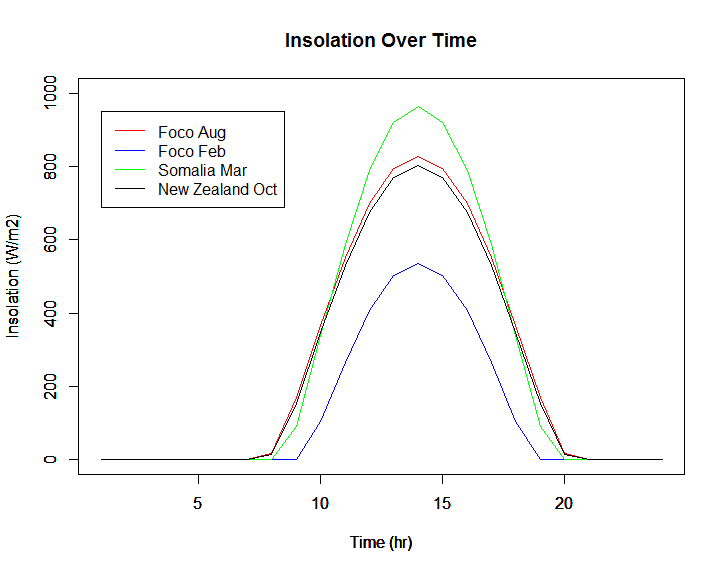 Insolation Over Time
Insolation (W/m2)
1000
800
600
400
200
0
Foco Aug
Foco Feb
Somalia Mar
New Zealand Oct
5 10 15 20
Time (hr)